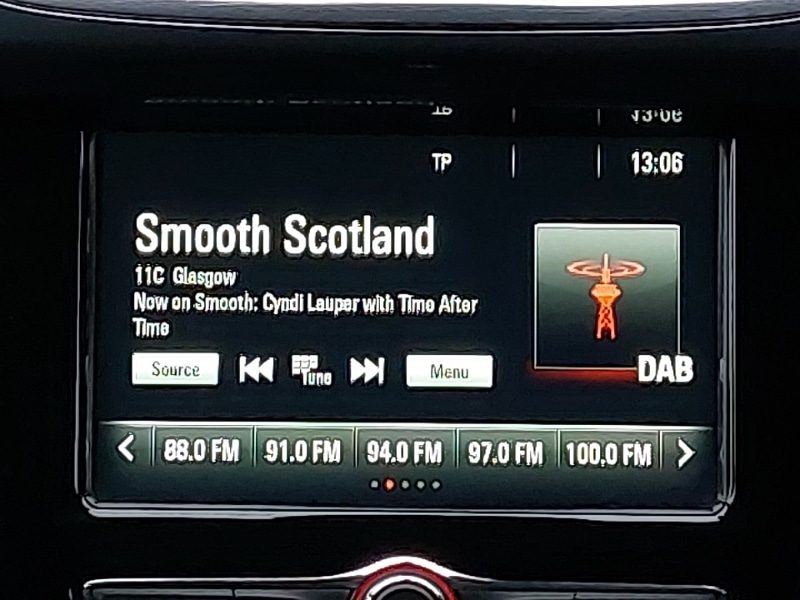 TP 13:06
Smooth Scotland
11C Glasgow
Now on Smooth: Cyndi Lauper with Time After
Time
Source Tune Menu
DAB
88.0 FM 91.0 FM 94.0 FM 97.0 FM 100.0 FM